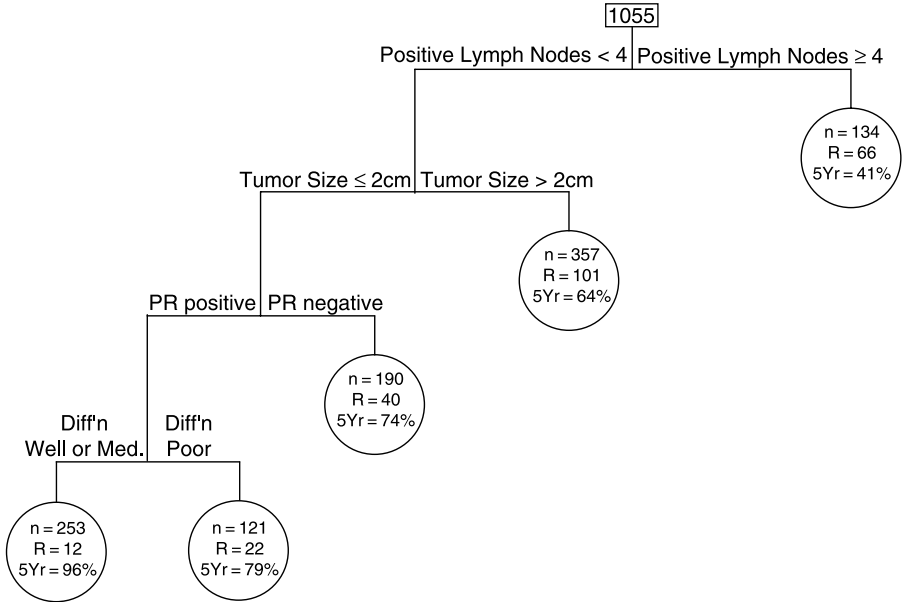 1055
Positive Lymph Nodes < 4
Positive Lymph Nodes ≥ 4
n = 134
R = 66
5Yr = 41%
Tumor Size ≤ 2cm
Tumor Size > 2cm
n = 357
R = 101
5Yr = 64%
PR positive
PR negative
n = 190
R = 40
5Yr = 74%
Diff'n
Well or Med.
Diff'n
Poor
n = 253
R = 12
5Yr = 96%
n = 121
R = 22
5Yr = 79%